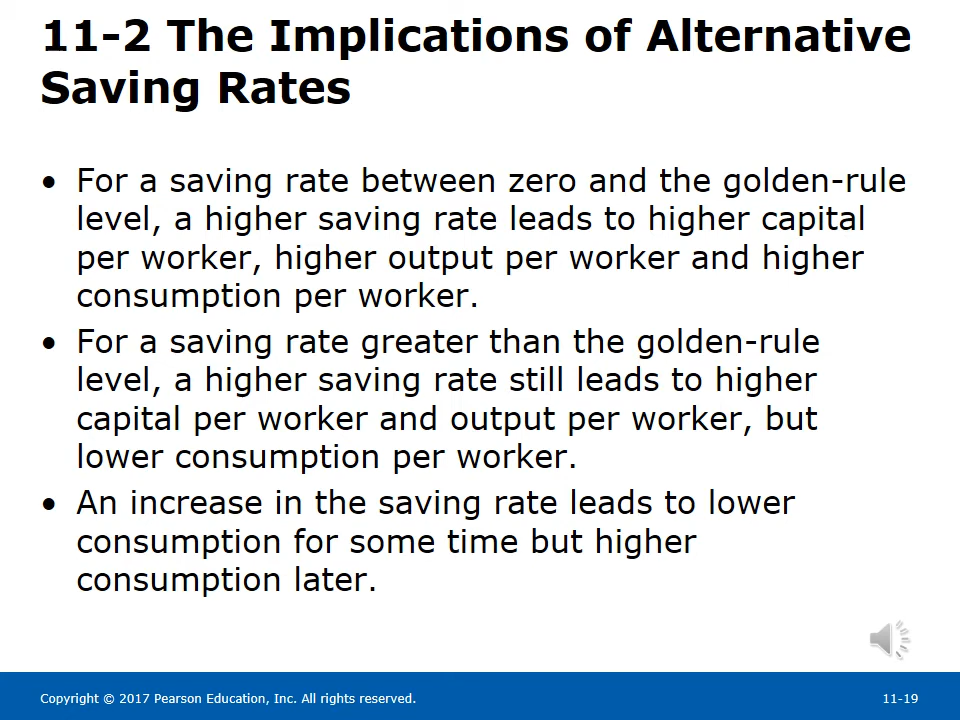 11-2 The Implications of Alternative
Saving Rates
• For a saving rate between zero and the golden-rule
level, a higher saving rate leads to higher capital
per worker, higher output per worker and higher
consumption per worker.
• For a saving rate greater than the golden-rule
level, a higher saving rate still leads to higher
capital per worker and output per worker, but
lower consumption per worker.
• An increase in the saving rate leads to lower
consumption for some time but higher
consumption later.
Copyright © 2017 Pearson Education, Inc. All rights reserved.
11-19